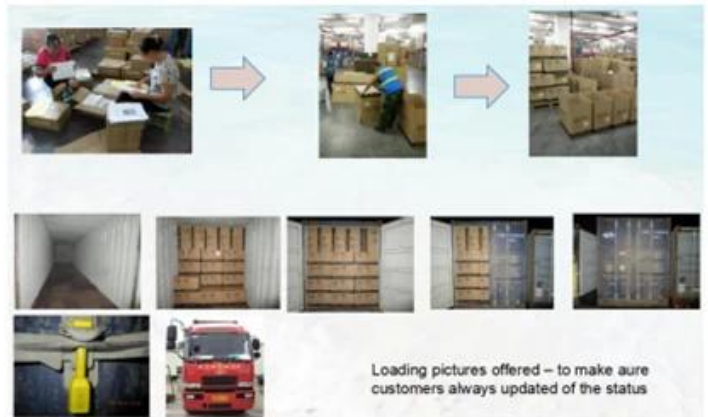 Loading pictures offered – to make aure
customers always updated of the status